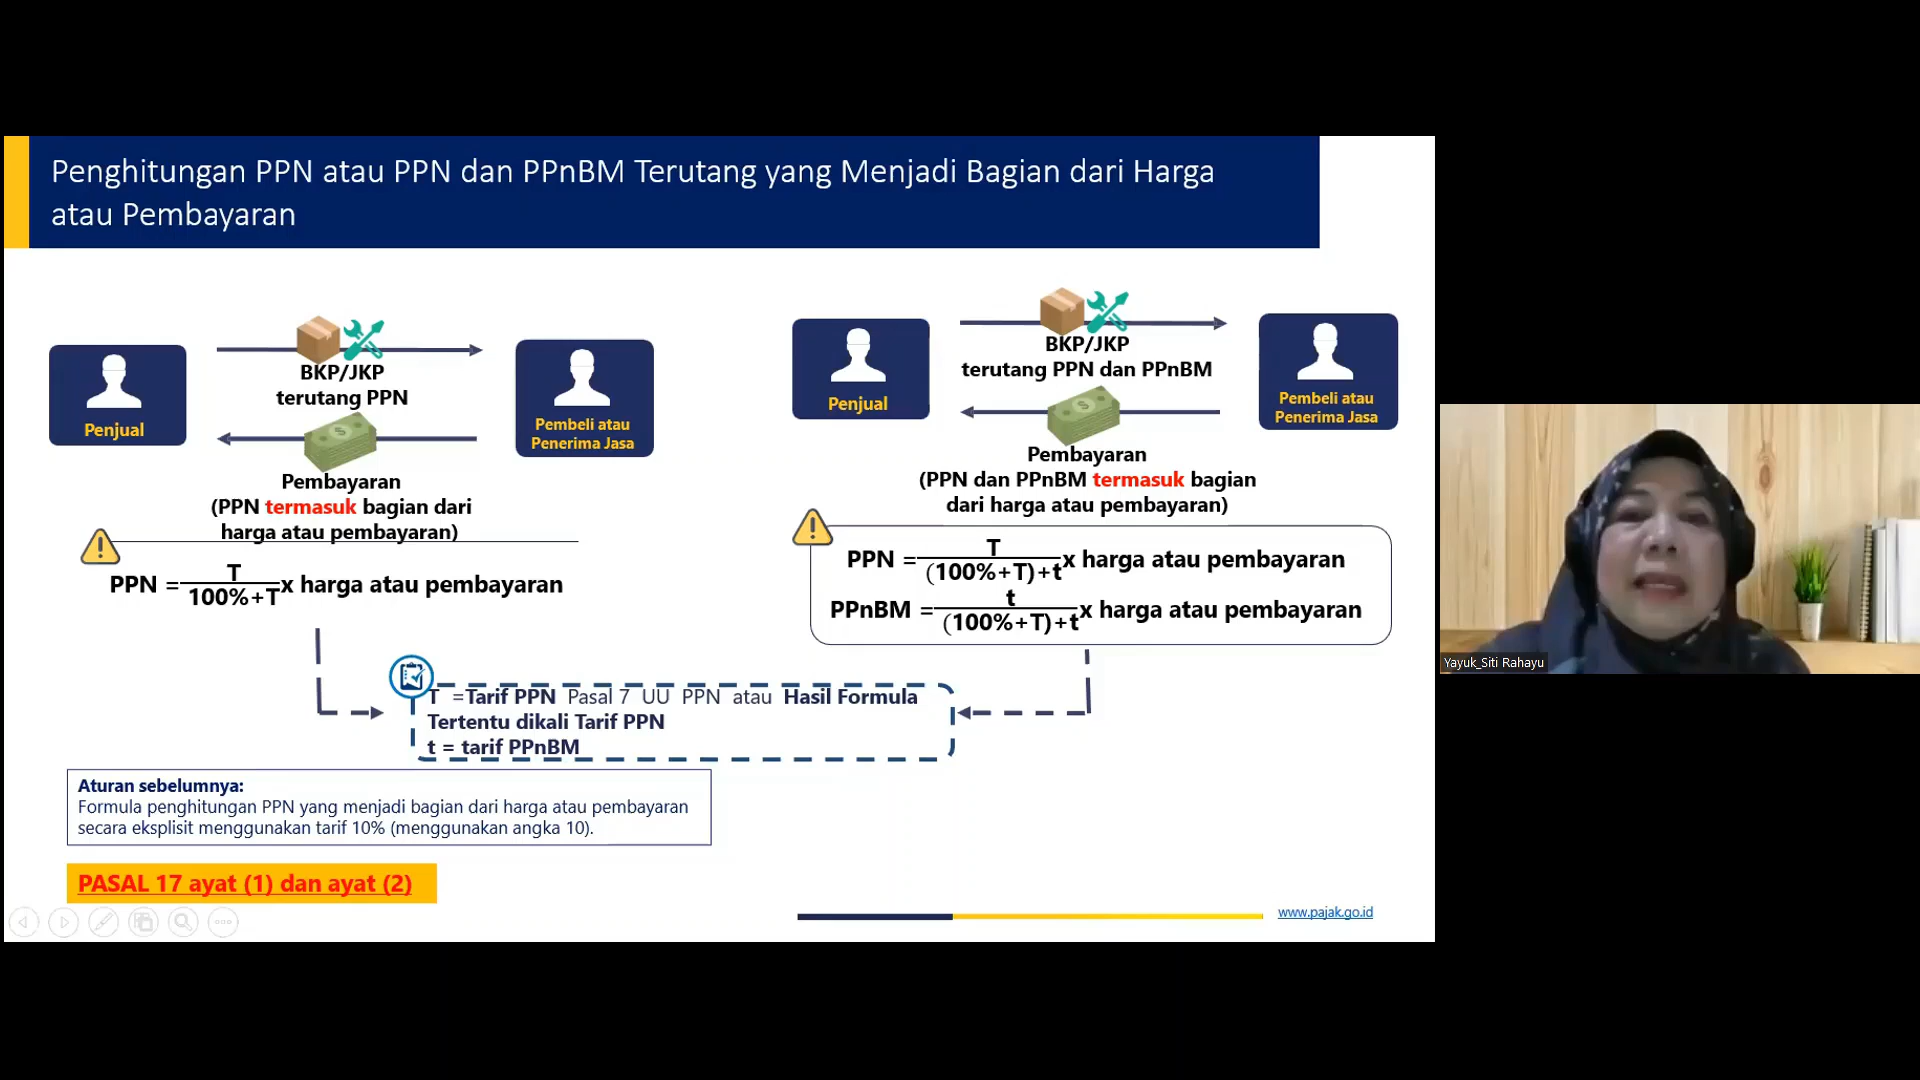 Penghitungan PPN atau PPN dan PPnBM Terutang yang Menjadi Bagian dari Harga
atau Pembayaran
Penjual
BKP/JKP
terutang PPN
Pembeli atau
Penerima Jasa
Pembayaran
(PPN termasuk bagian dari
harga atau pembayaran)
PPN = T / 100%+T x harga atau pembayaran
Penjual
BKP/JKP
terutang PPN dan PPnBM
Pembeli atau
Penerima Jasa
Pembayaran
(PPN dan PPnBM termasuk bagian
dari harga atau pembayaran)
PPN = T / (100%+T)+t x harga atau pembayaran
PPnBM = t / (100%+T)+t x harga atau pembayaran
T =Tarif PPN Pasal 7 UU PPN atau Hasil Formula
Tertentu dikali Tarif PPN
t = tarif PPnBM
Aturan sebelumnya:
Formula penghitungan PPN yang menjadi bagian dari harga atau pembayaran
secara eksplisit menggunakan tarif 10% (menggunakan angka 10).
PASAL 17 ayat (1) dan ayat (2)
www.pajak.go.id
Yayuk_Siti Rahayu